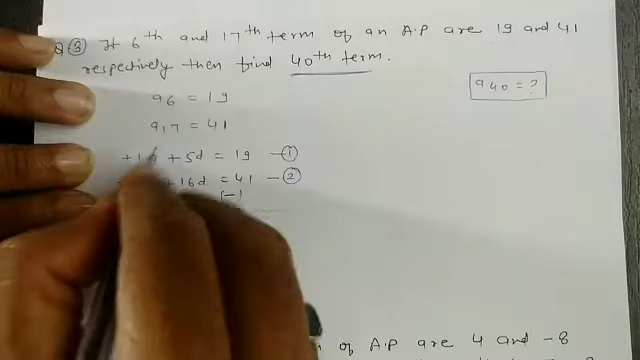 Q③ If 6th and 17th term of an A.P are 19 and 41
respectively then find 40th term.
a40 = ?
a6 = 19
a17 = 41
+5d = 19 —①
+16d = 41 —②
(-)
of A.P are 4 and -8